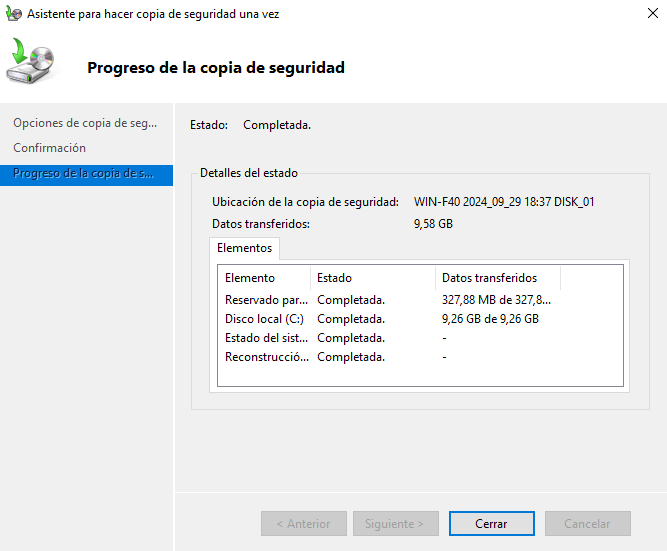 Asistente para hacer copia de seguridad una vez
Progreso de la copia de seguridad
Opciones de copia de seg...
Confirmación
Progreso de la copia de s...
Estado: Completada.
Detalles del estado
Ubicación de la copia de seguridad: WIN-F40 2024_09_29 18:37 DISK_01
Datos transferidos: 9,58 GB
Elementos
Elemento Estado Datos transferidos
Reservado par... Completada. 327,88 MB de 327,8...
Disco local (C:) Completada. 9,26 GB de 9,26 GB
Estado del sist... Completada. -
Reconstrucció... Completada. -
< Anterior Siguiente > Cerrar Cancelar